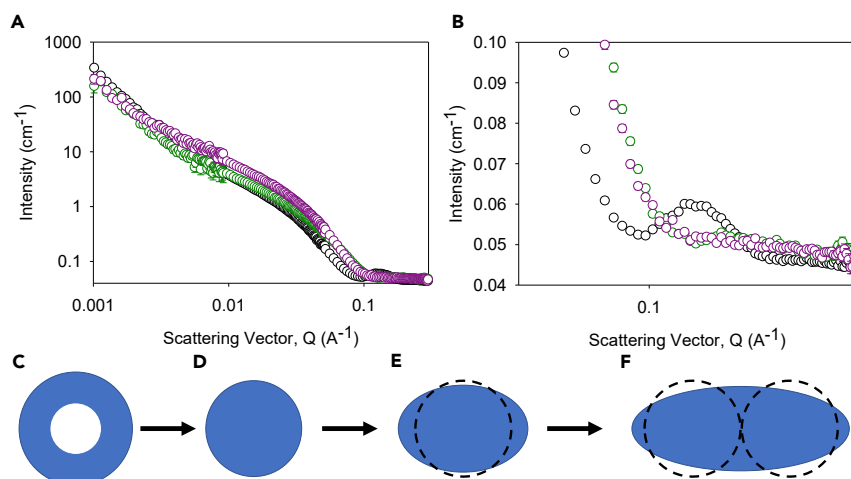 A
B
1000
100
10
1
0.1
Intensity (cm-1)
0.001
0.01
0.1
Scattering Vector, Q (A-1)
0.10
0.09
0.08
0.07
0.06
0.05
0.04
Intensity (cm-1)
0.1
Scattering Vector, Q (A-1)
C
D
E
F